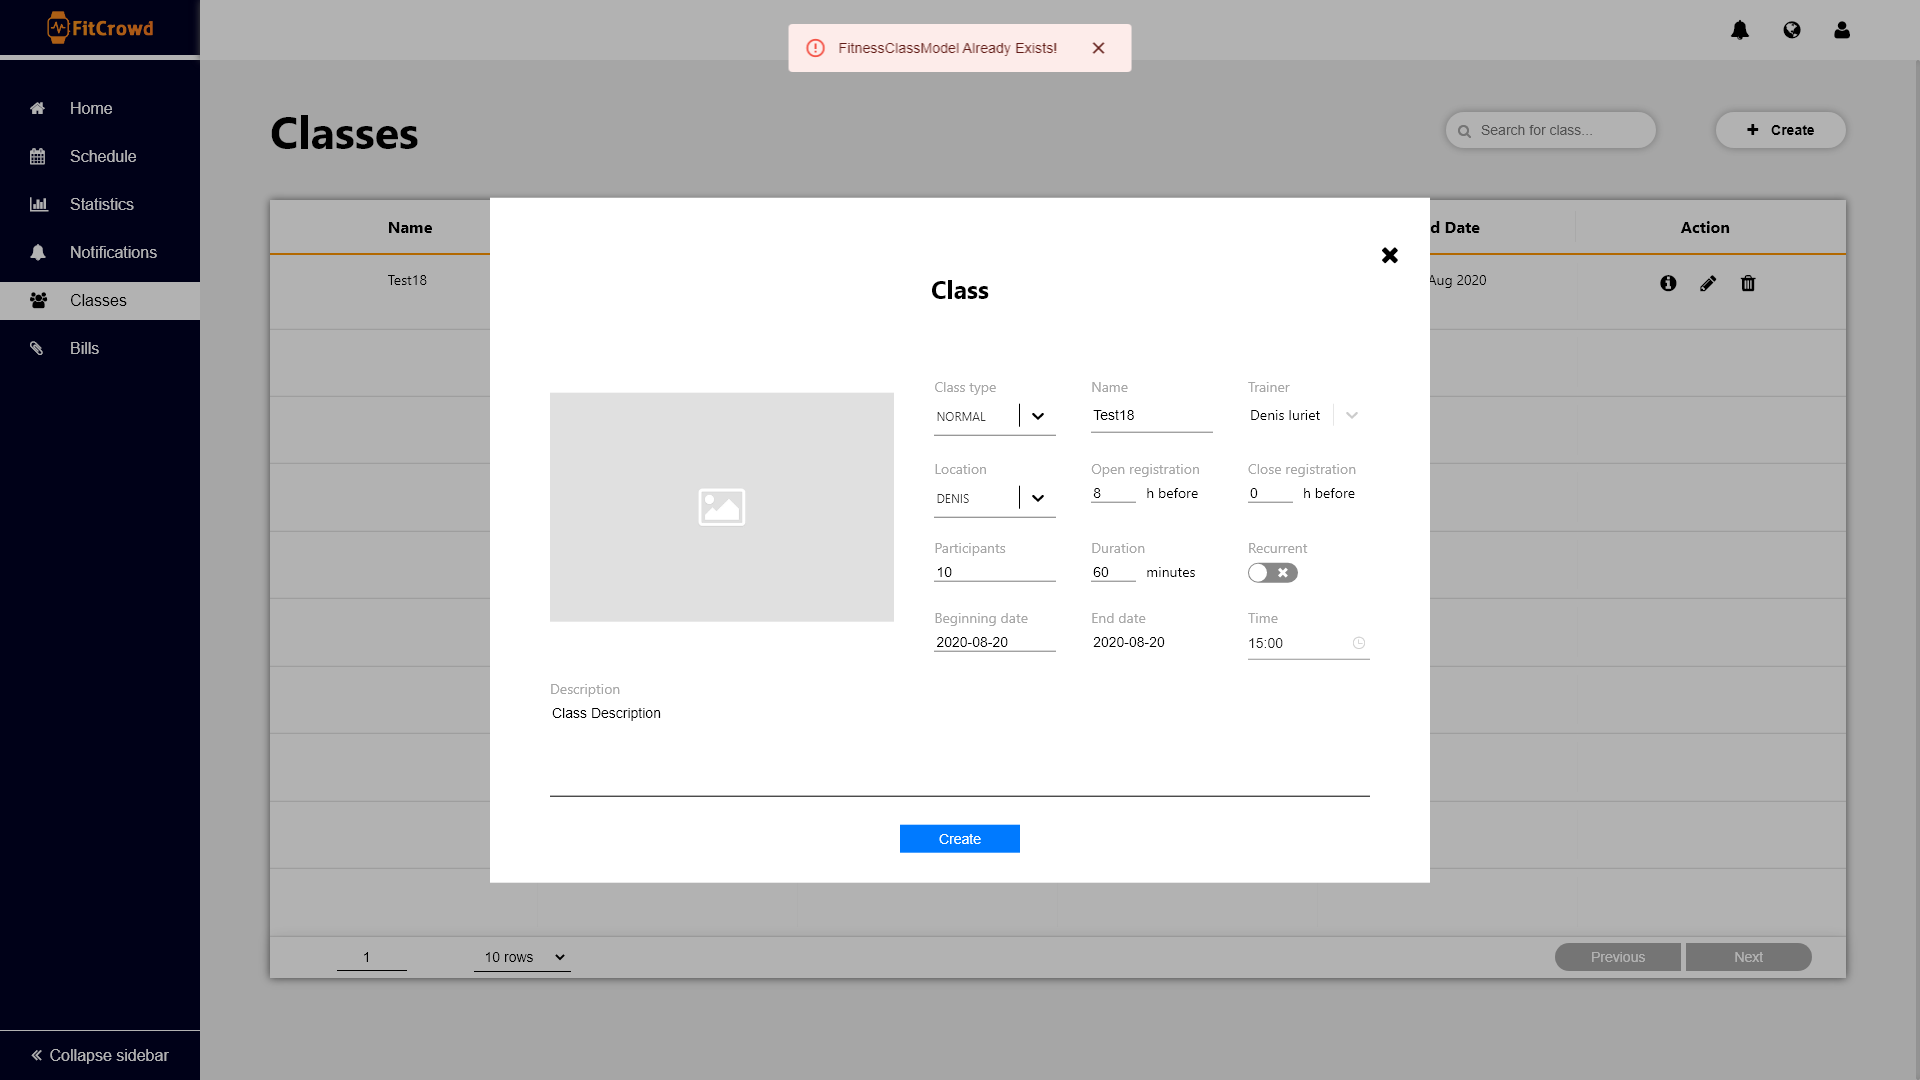 FitCrowd
FitnessClassModel Already Exists!
Home
Schedule
Statistics
Notifications
Classes
Bills
Collapse sidebar
Classes
Search for class...
Create
Name
d Date
Action
Test18
Aug 2020
Class
Class type
Name
Trainer
NORMAL
Test18
Denis Iuriet
Location
Open registration
Close registration
DENIS
8 h before
0 h before
Participants
Duration
Recurrent
10
60 minutes
Beginning date
End date
Time
2020-08-20
2020-08-20
15:00
Description
Class Description
Create
1
10 rows
Previous
Next